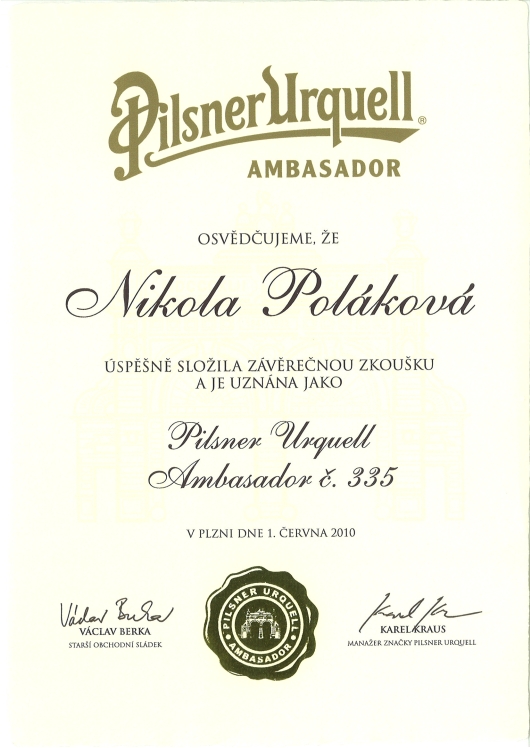 Pilsner Urquell®
AMBASADOR
OSVĚDČUJEME, ŽE
Nikola Poláková
ÚSPĚŠNĚ SLOŽILA ZÁVĚREČNOU ZKOUŠKU
A JE UZNÁNA JAKO
Pilsner Urquell
Ambasador č. 335
V PLZNI DNE 1. ČERVNA 2010
Václav Berka
VÁCLAV BERKA
STARŠÍ OBCHODNÍ SLÁDEK
PILSNER URQUELL
AMBASADOR
KAREL KRAUS
MANAŽER ZNAČKY PILSNER URQUELL